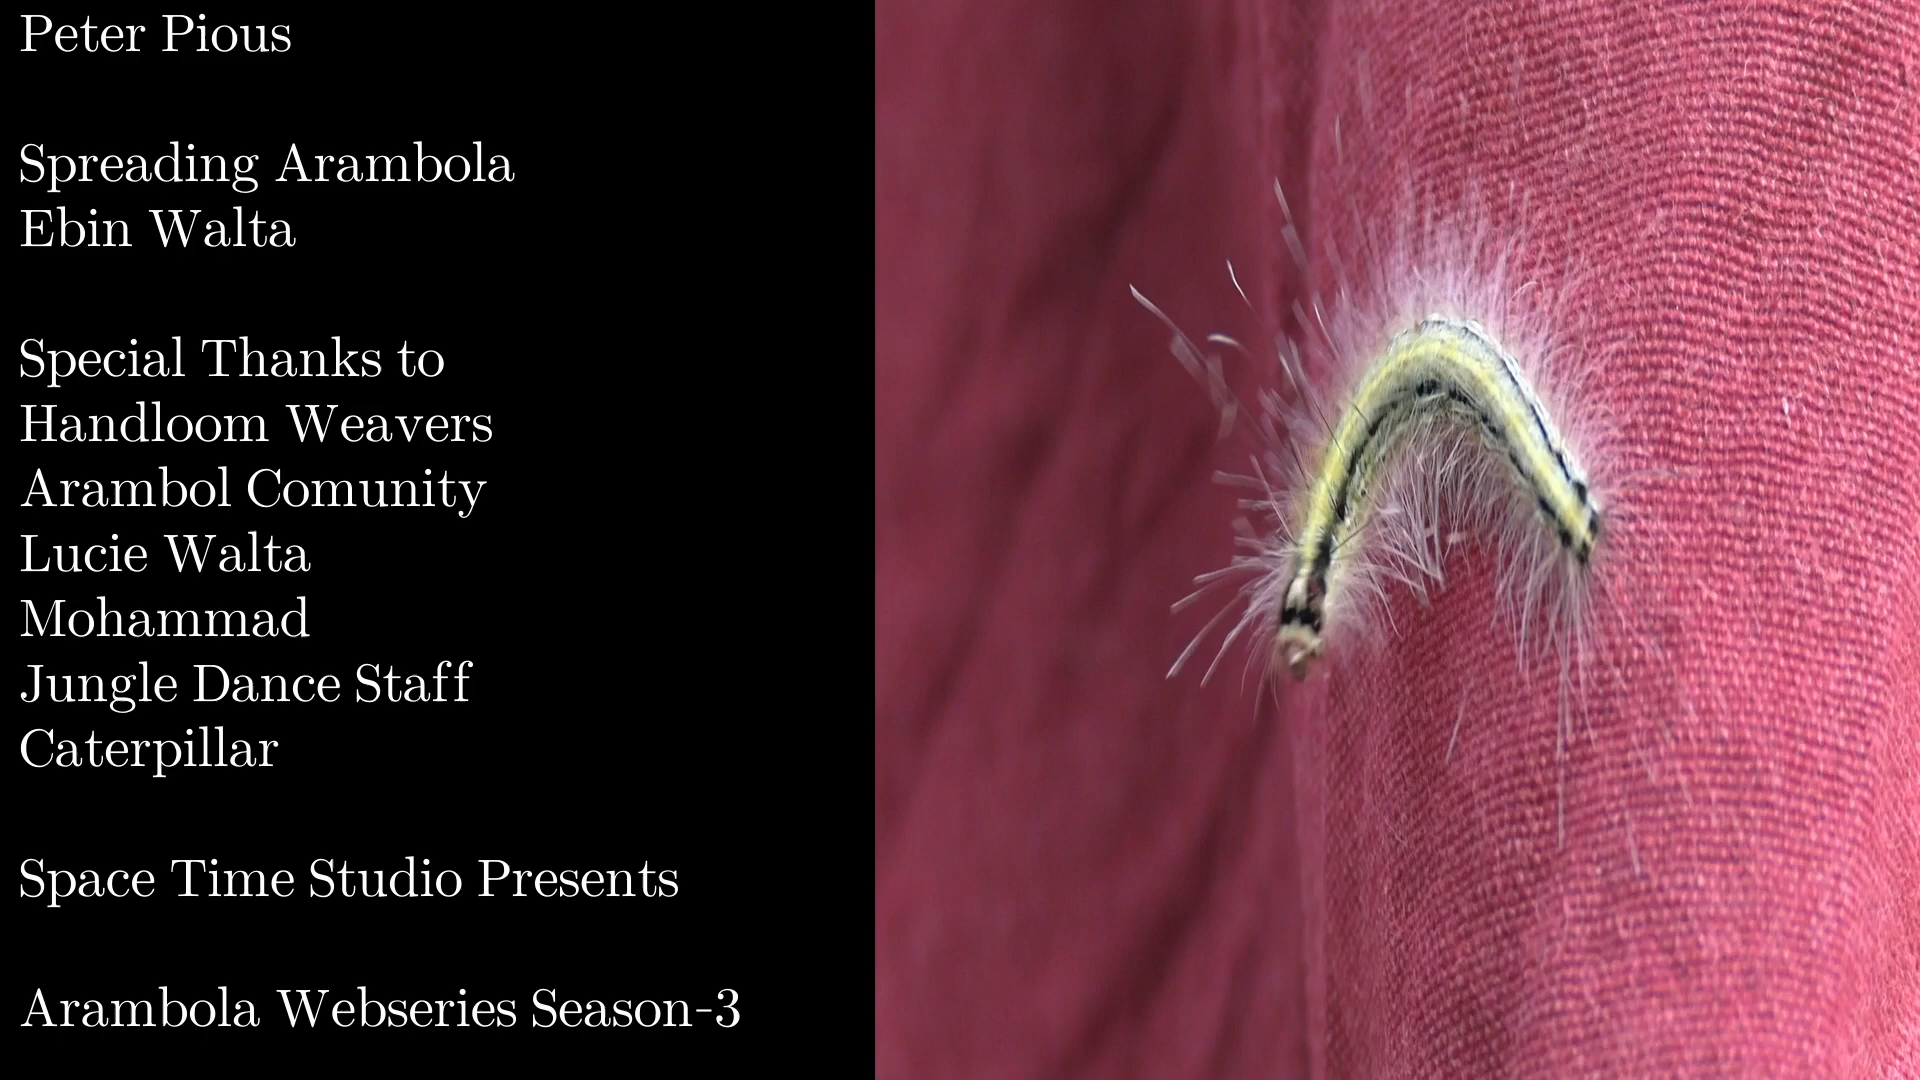 Peter Pious
Spreading Arambola
Ebin Walta
Special Thanks to
Handloom Weavers
Arambol Comunity
Lucie Walta
Mohammad
Jungle Dance Staff
Caterpillar
Space Time Studio Presents
Arambola Webseries Season-3